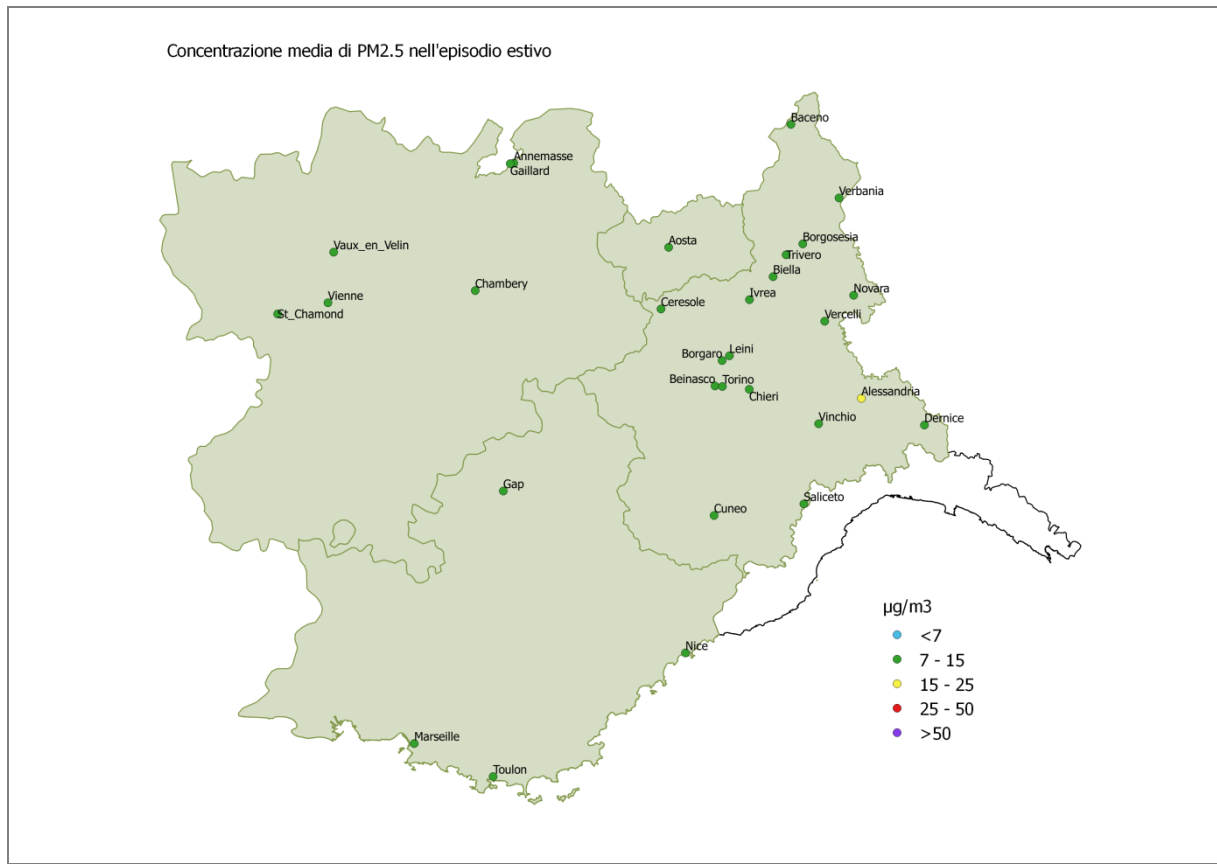 Concentrazione media di PM2.5 nell'episodio estivo
Baceno
Annemasse
Gaillard
Verbania
Vaux_en_Velin
Aosta
Borgosesia
Trivero
Biella
Chambery
Ivrea
Novara
Vienne
Ceresole
St_Chamond
Vercelli
Leini
Borgaro
Beinasco
Torino
Chieri
Alessandria
Vinchio
Dernice
Gap
Saliceto
Cuneo
µg/m3
<7
7 - 15
Nice
15 - 25
25 - 50
>50
Marseille
Toulon